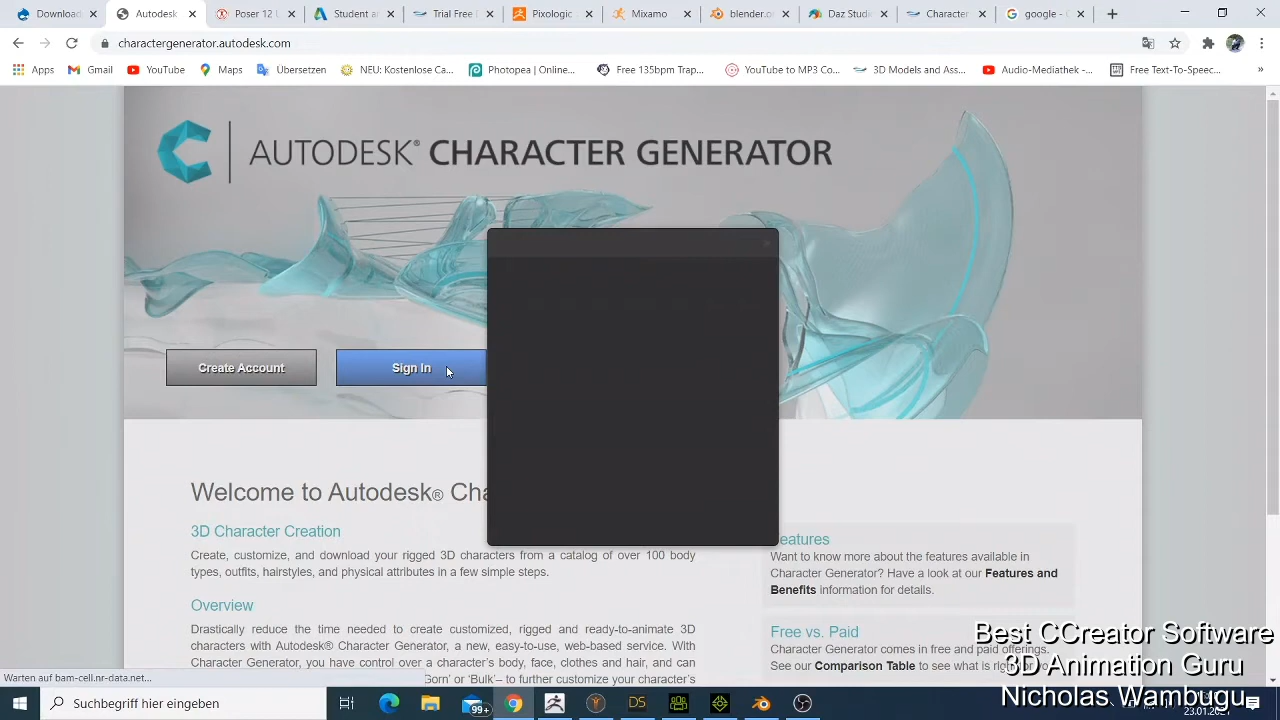 Downloac
Autodesk
Poser 12
Student ar
Trial Free I
Pixologic
Mixamo
blender.or
Daz Studi
Character
google - G
charactergenerator.autodesk.com
Apps
Gmail
YouTube
Maps
Übersetzen
NEU: Kostenlose Ca...
Photopea | Online...
Free 135bpm Trap...
YouTube to MP3 Co...
3D Models and Ass...
Audio-Mediathek -...
Free Text-To-Speec...
»
AUTODESK® CHARACTER GENERATOR
Create Account
Sign In
Welcome to Autodesk® Cha
3D Character Creation
Create, customize, and download your rigged 3D characters from a catalog of over 100 body
types, outfits, hairstyles, and physical attributes in a few simple steps.
Overview
Drastically reduce the time needed to create customized, rigged and ready-to-animate 3D
characters with Autodesk® Character Generator, a new, easy-to-use, web-based service. With
Character Generator, you have control over a character's body, face, clothes and hair, and can
'Gorn' or 'Bulk'– to further customize your character's
eatures
Want to know more about the features available in
Character Generator? Have a look at our Features and
Benefits information for details.
Free vs. Paid
Character Generator comes in free and paid offerings.
See our Comparison Table to see what is right
Best CCreator Software
3D Animation Guru
Nicholas Wambugu
Warten auf bam-cell.nr-data.net...
Suchbegriff hier eingeben
99+
DS